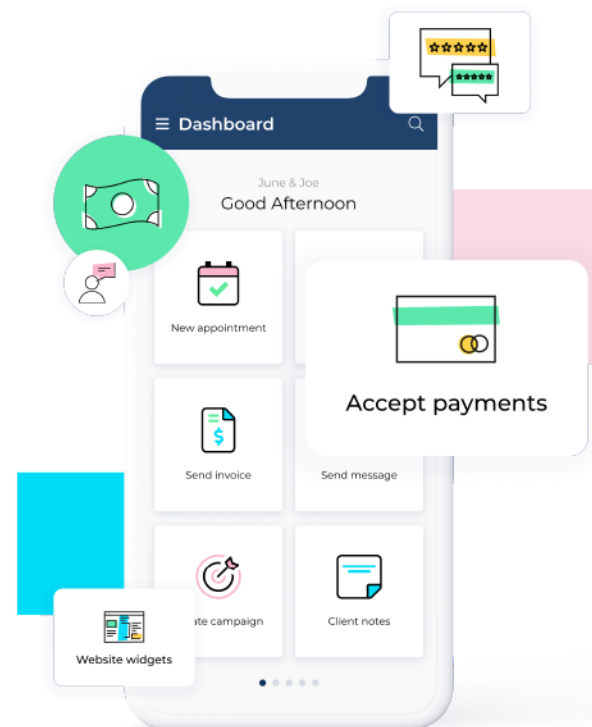 Dashboard
June & Joe
Good Afternoon
New appointment
Accept payments
Send invoice
Send message
ate campaign
Client notes
Website widgets